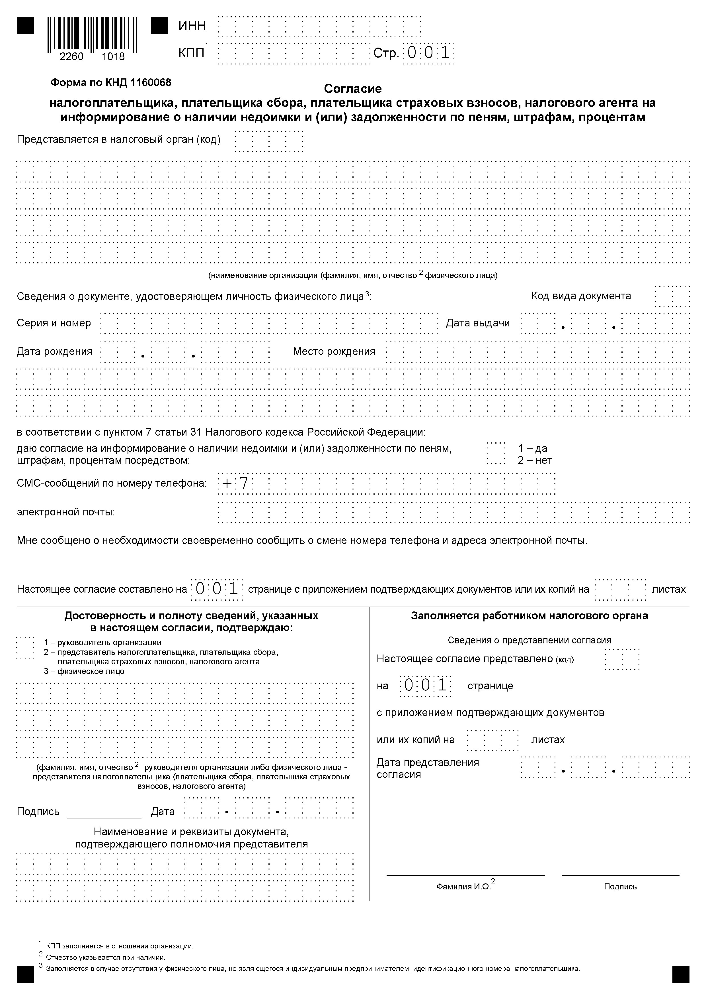 ИНН
КПП1 Стр. 001
2260 1018
Форма по КНД 1160068
Согласие
налогоплательщика, плательщика сбора, плательщика страховых взносов, налогового агента на
информирование о наличии недоимки и (или) задолженности по пеням, штрафам, процентам
Представляется в налоговый орган (код)
(наименование организации (фамилия, имя, отчество 2 физического лица)
Сведения о документе, удостоверяющем личность физического лица3: Код вида документа
Серия и номер Дата выдачи . .
Дата рождения . . Место рождения
в соответствии с пунктом 7 статьи 31 Налогового кодекса Российской Федерации:
даю согласие на информирование о наличии недоимки и (или) задолженности по пеням, 1 – да
штрафам, процентам посредством: 2 – нет
СМС-сообщений по номеру телефона: +7
электронной почты:
Мне сообщено о необходимости своевременно сообщить о смене номера телефона и адреса электронной почты.
Настоящее согласие составлено на 001 странице с приложением подтверждающих документов или их копий на листах
Достоверность и полноту сведений, указанных
в настоящем согласии, подтверждаю:
1 – руководитель организации
2 – представитель налогоплательщика, плательщика сбора,
плательщика страховых взносов, налогового агента
3 – физическое лицо
(фамилия, имя, отчество 2 руководителя организации либо физического лица -
представителя налогоплательщика (плательщика сбора, плательщика страховых
взносов, налогового агента)
Подпись Дата . .
Наименование и реквизиты документа,
подтверждающего полномочия представителя
Заполняется работником налогового органа
Сведения о представлении согласия
Настоящее согласие представлено (код)
на 001 странице
с приложением подтверждающих документов
или их копий на листах
Дата представления
согласия . .
Фамилия И.О.2 Подпись
1 КПП заполняется в отношении организации.
2 Отчество указывается при наличии.
3 Заполняется в случае отсутствия у физического лица, не являющегося индивидуальным предпринимателем, идентификационного номера налогоплательщика.